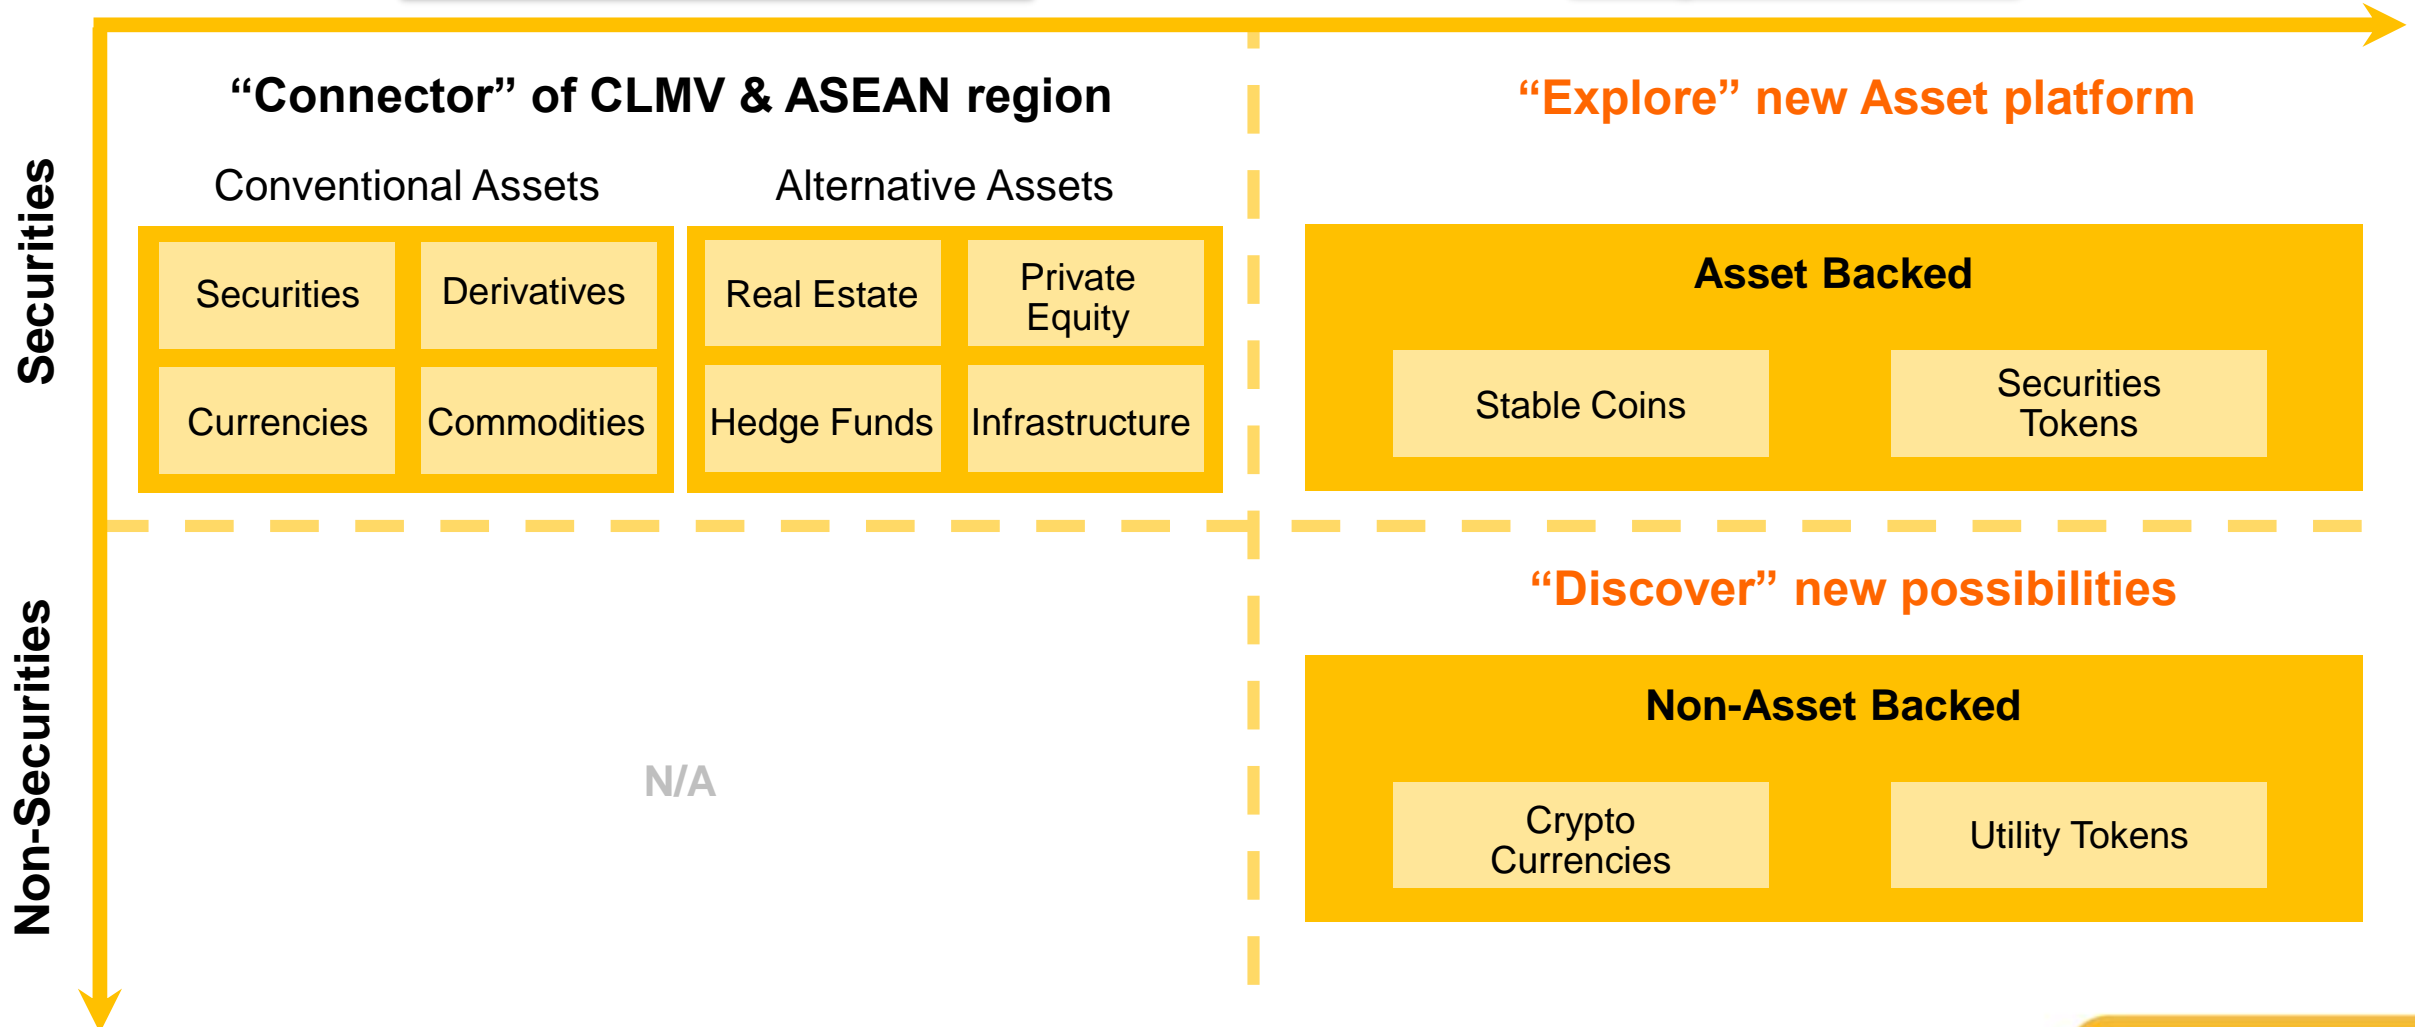 “Connector” of CLMV & ASEAN region
“Explore” new Asset platform
Securities
Conventional Assets
Alternative Assets
Securities
Derivatives
Currencies
Commodities
Real Estate
Private
Equity
Hedge Funds
Infrastructure
Asset Backed
Stable Coins
Securities
Tokens
Non-Securities
N/A
“Discover” new possibilities
Non-Asset Backed
Crypto
Currencies
Utility Tokens